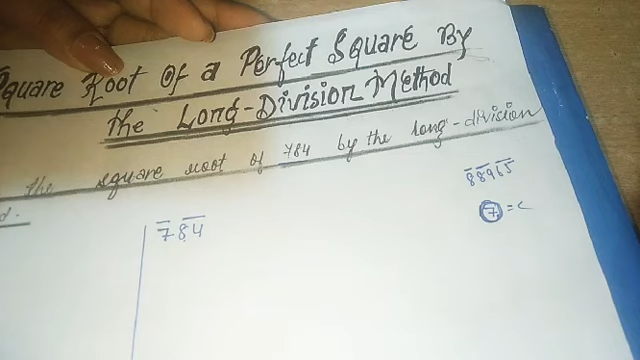 Square Root Of a Perfect Square By
the Long-Division Method
the square root of 784 by the long-division
d.
88965
784
7 = c